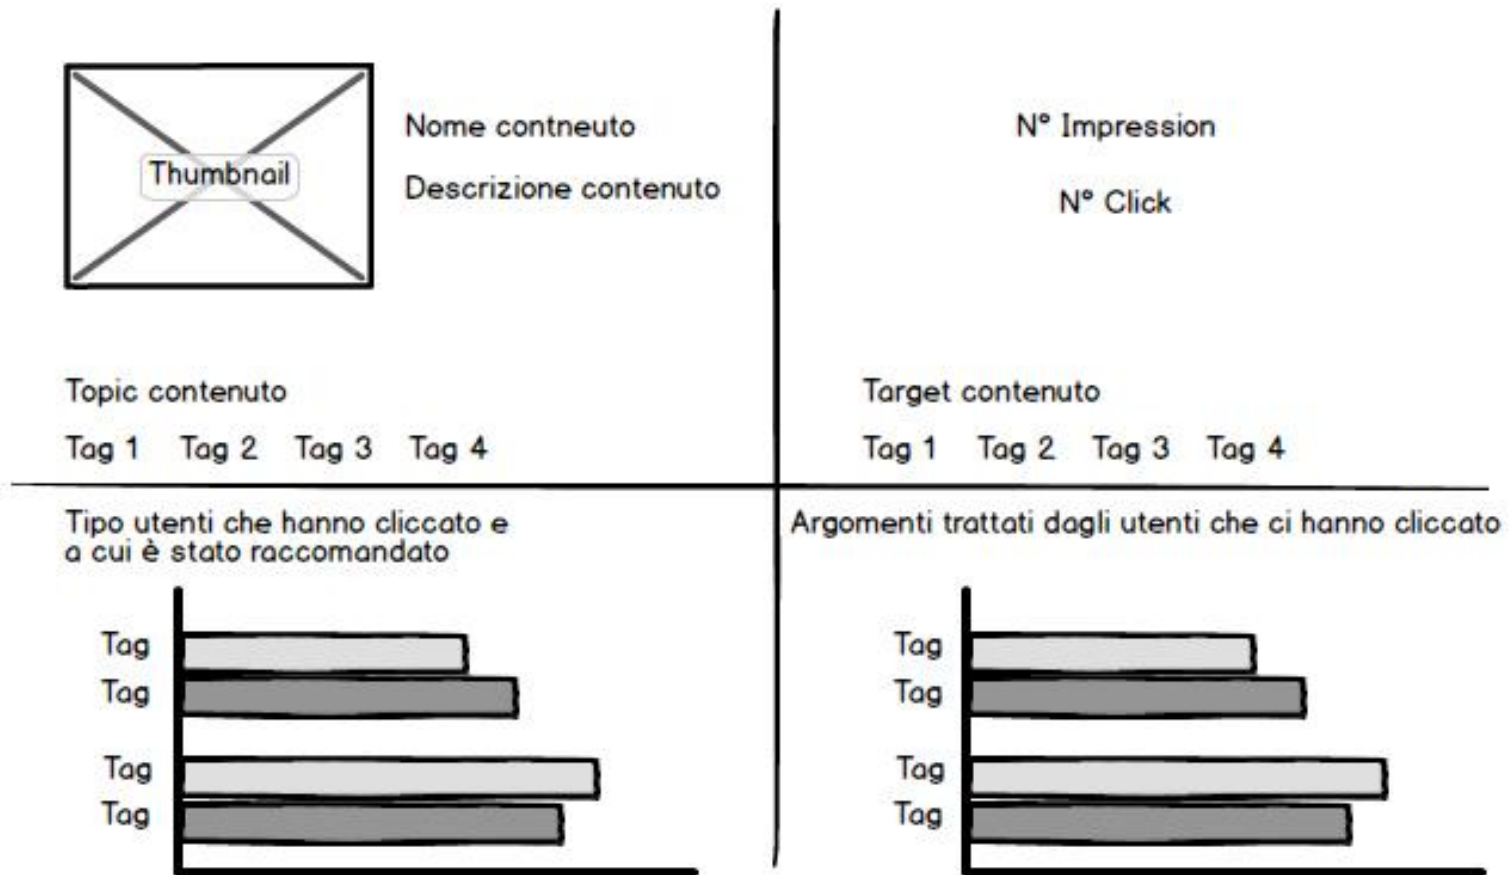 Thumbnail
Nome contneuto
Descrizione contenuto
N° Impression
N° Click
Topic contenuto
Tag 1 Tag 2 Tag 3 Tag 4
Target contenuto
Tag 1 Tag 2 Tag 3 Tag 4
Tipo utenti che hanno cliccato e
a cui è stato raccomandato
Tag
Tag
Tag
Tag
Argomenti trattati dagli utenti che ci hanno cliccato
Tag
Tag
Tag
Tag